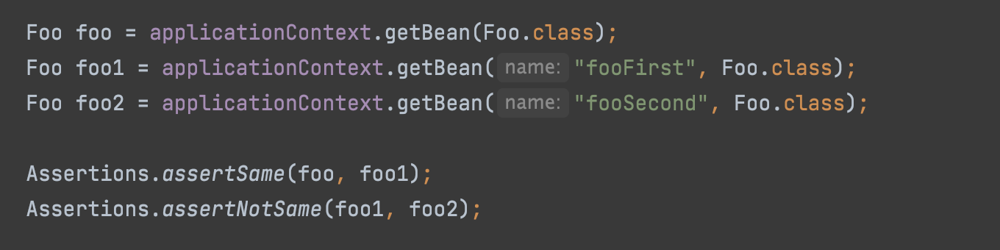 Foo foo = applicationContext.getBean(Foo.class);
Foo foo1 = applicationContext.getBean( name: "fooFirst", Foo.class);
Foo foo2 = applicationContext.getBean( name: "fooSecond", Foo.class);
Assertions.assertSame(foo, foo1);
Assertions.assertNotSame(foo1, foo2);